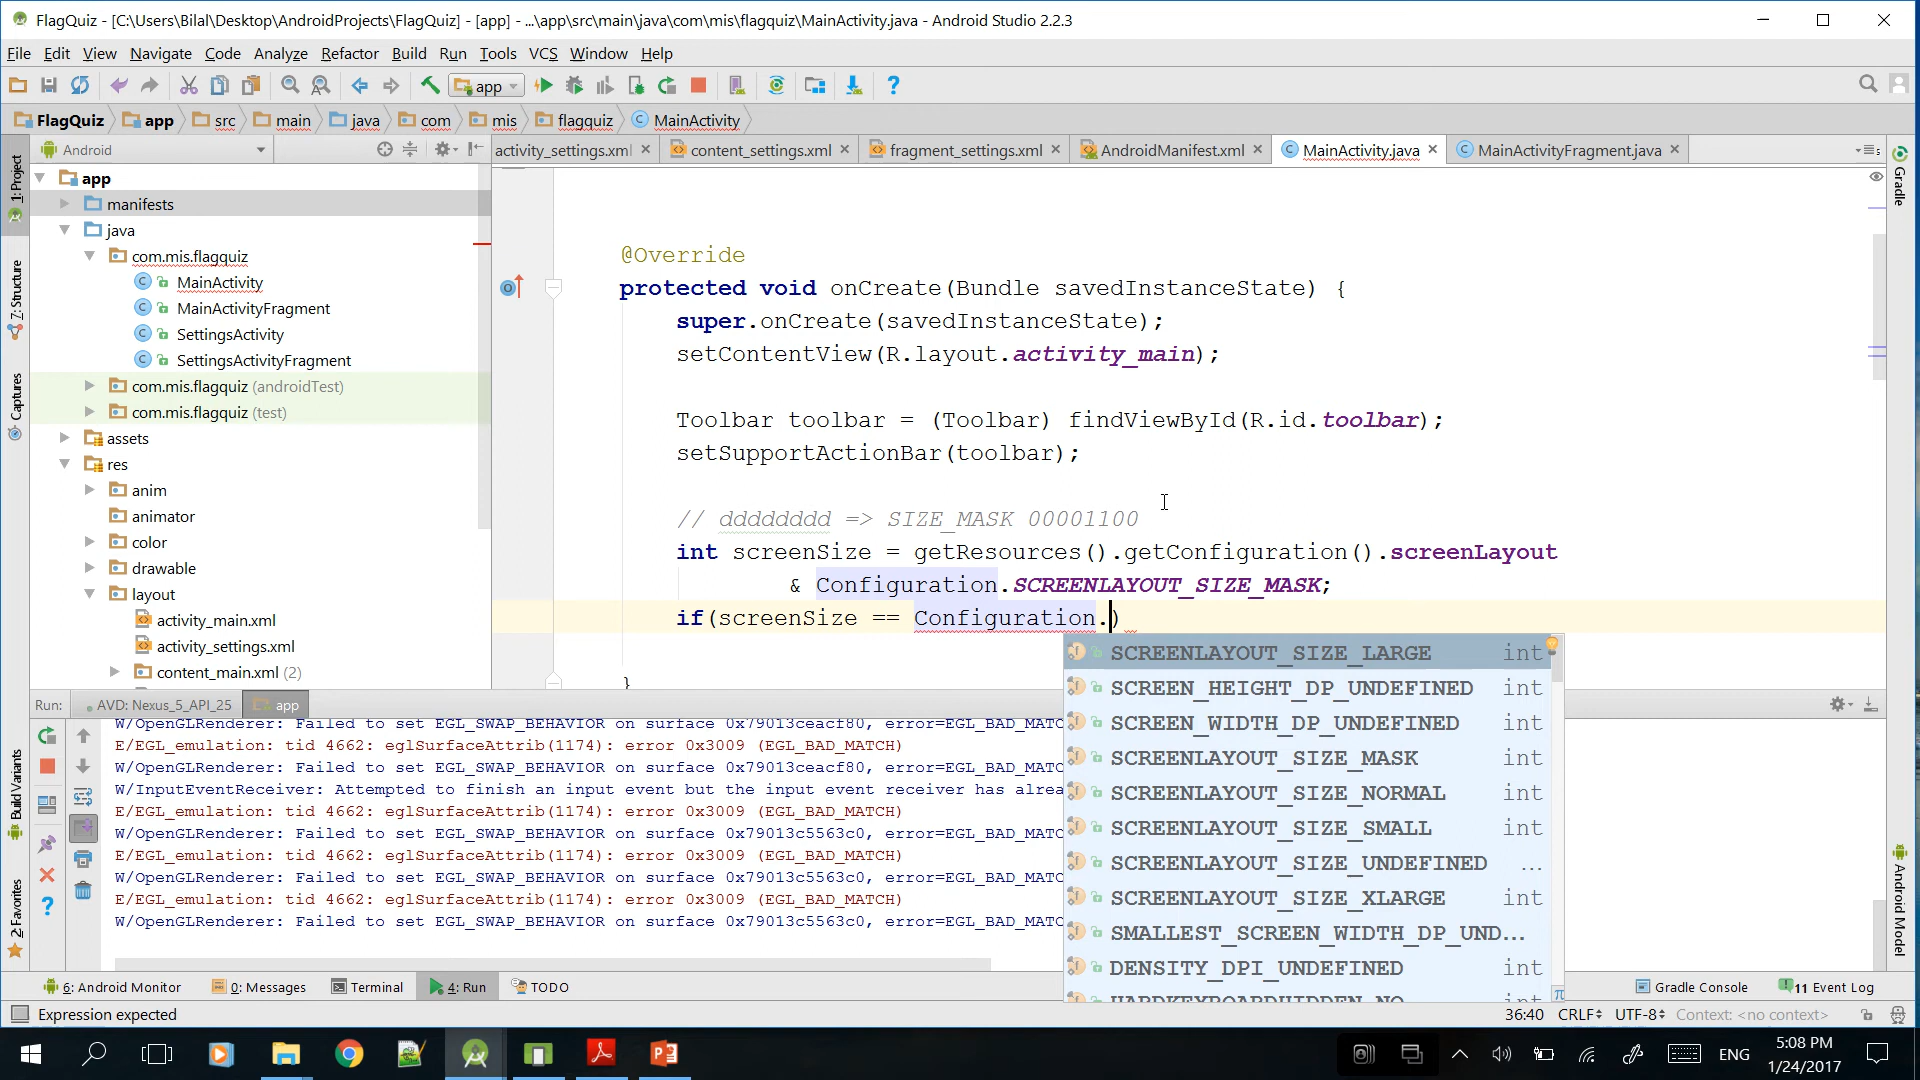 FlagQuiz - [C:\Users\Bilal\Desktop\AndroidProjects\FlagQuiz] - [app] - ...\app\src\main\java\com\mis\flagquiz\MainActivity.java - Android Studio 2.2.3
File Edit View Navigate Code Analyze Refactor Build Run Tools VCS Window Help
app
FlagQuiz app src main java com mis flagquiz MainActivity
Android
activity_settings.xml content_settings.xml fragment_settings.xml AndroidManifest.xml MainActivity.java MainActivityFragment.java
1: Project
Z: Structure
Captures
Build Variants
2: Favorites
Gradle
Android Model
app
manifests
java
com.mis.flagquiz
MainActivity
MainActivityFragment
SettingsActivity
SettingsActivityFragment
com.mis.flagquiz (androidTest)
com.mis.flagquiz (test)
assets
res
anim
animator
color
drawable
layout
activity_main.xml
activity_settings.xml
content_main.xml (2)
@Override
protected void onCreate(Bundle savedInstanceState) {
super.onCreate(savedInstanceState);
setContentView(R.layout.activity_main);
Toolbar toolbar = (Toolbar) findViewById(R.id.toolbar);
setSupportActionBar(toolbar);
// dddddddd => SIZE_MASK 00001100
int screenSize = getResources().getConfiguration().screenLayout
& Configuration.SCREENLAYOUT_SIZE_MASK;
if(screenSize == Configuration.)
}
SCREENLAYOUT_SIZE_LARGE int
SCREEN_HEIGHT_DP_UNDEFINED int
SCREEN_WIDTH_DP_UNDEFINED int
SCREENLAYOUT_SIZE_MASK int
SCREENLAYOUT_SIZE_NORMAL int
SCREENLAYOUT_SIZE_SMALL int
SCREENLAYOUT_SIZE_UNDEFINED ...
SCREENLAYOUT_SIZE_XLARGE int
SMALLEST_SCREEN_WIDTH_DP_UND...
DENSITY_DPI_UNDEFINED int
HARDKEYBOARDHIDDEN_NO int
Run: AVD: Nexus_5_API_25 app
W/OpenGLRenderer: Failed to set EGL_SWAP_BEHAVIOR on surface 0x79013ceacf80, error=EGL_BAD_MATC
E/EGL_emulation: tid 4662: eglSurfaceAttrib(1174): error 0x3009 (EGL_BAD_MATCH)
W/OpenGLRenderer: Failed to set EGL_SWAP_BEHAVIOR on surface 0x79013ceacf80, error=EGL_BAD_MATC
W/InputEventReceiver: Attempted to finish an input event but the input event receiver has alrea
E/EGL_emulation: tid 4662: eglSurfaceAttrib(1174): error 0x3009 (EGL_BAD_MATCH)
W/OpenGLRenderer: Failed to set EGL_SWAP_BEHAVIOR on surface 0x79013c5563c0, error=EGL_BAD_MATC
E/EGL_emulation: tid 4662: eglSurfaceAttrib(1174): error 0x3009 (EGL_BAD_MATCH)
W/OpenGLRenderer: Failed to set EGL_SWAP_BEHAVIOR on surface 0x79013c5563c0, error=EGL_BAD_MATC
E/EGL_emulation: tid 4662: eglSurfaceAttrib(1174): error 0x3009 (EGL_BAD_MATCH)
W/OpenGLRenderer: Failed to set EGL_SWAP_BEHAVIOR on surface 0x79013c5563c0, error=EGL_BAD_MATC
6: Android Monitor 0: Messages Terminal 4: Run TODO Gradle Console 11 Event Log
Expression expected 36:40 CRLF UTF-8 Context: <no context>
ENG 5:08 PM
1/24/2017